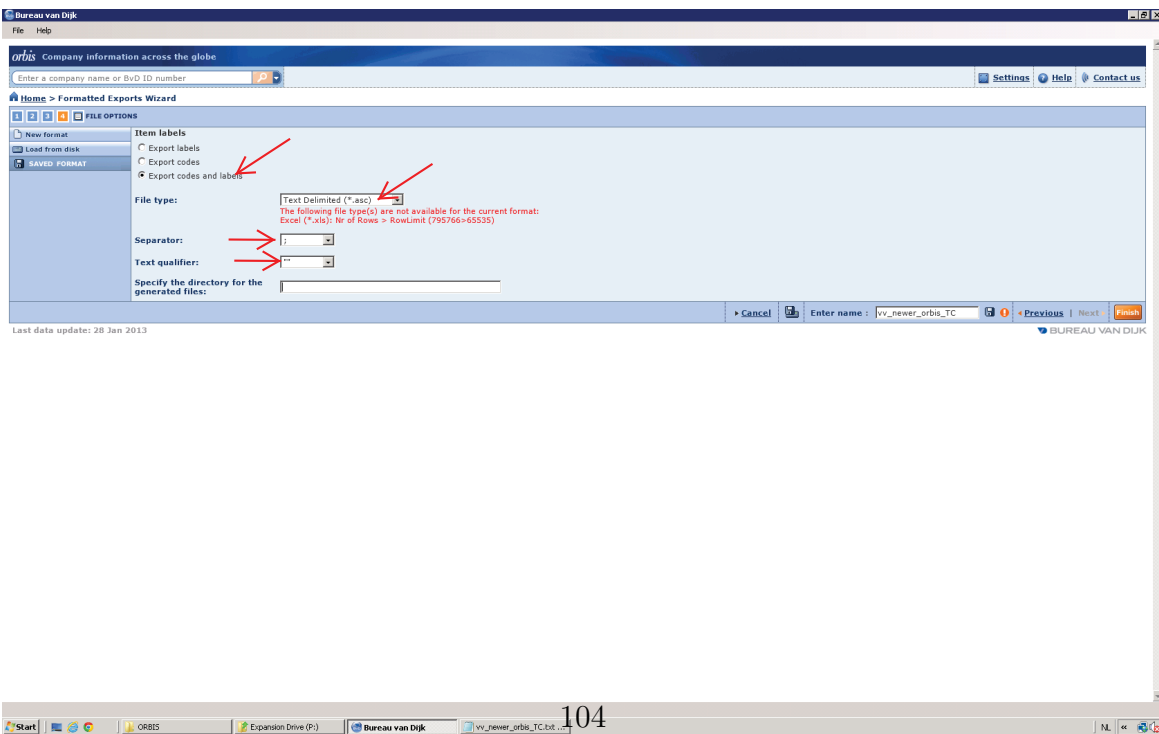 Bureau van Dijk
File Help
orbis Company information across the globe
Enter a company name or BvD ID number
Settings Help Contact us
Home > Formatted Exports Wizard
1 2 3 4 FILE OPTIONS
New format
Load from disk
SAVED FORMAT
Item labels
Export labels
Export codes
Export codes and labels
File type: Text Delimited (*.asc)
The following file type(s) are not available for the current format:
Excel (*.xls): Nr of Rows > RowLimit (795766>65535)
Separator: ;
Text qualifier: ""
Specify the directory for the
generated files:
Cancel Enter name : vv_newer_orbis_TC Previous | Next Finish
Last data update: 28 Jan 2013
BUREAU VAN DIJK
104
Start ORBIS Expansion Drive (P:) Bureau van Dijk vv_newer_orbis_TC.txt ... NL «